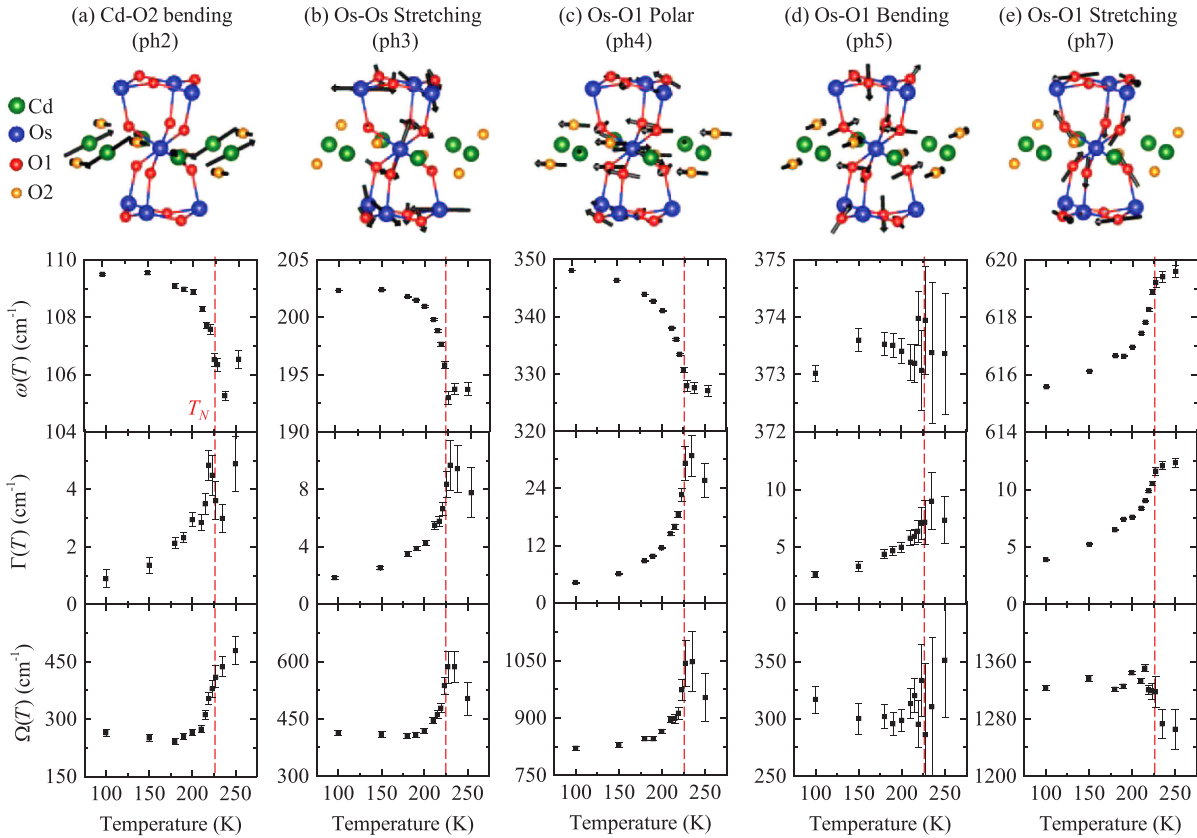 (a) Cd-O2 bending
(ph2)
(b) Os-Os Stretching
(ph3)
(c) Os-O1 Polar
(ph4)
(d) Os-O1 Bending
(ph5)
(e) Os-O1 Stretching
(ph7)
Cd
Os
O1
O2
ω(T) (cm⁻¹)
110
108
106
104
T_N
205
200
195
190
350
340
330
320
375
374
373
372
620
618
616
614
Γ(T) (cm⁻¹)
4
2
0
8
4
0
28
24
12
0
10
5
0
10
5
0
Ω(T) (cm⁻¹)
450
300
150
600
450
300
1050
900
750
350
300
250
1360
1280
1200
100 150 200 250
100 150 200 250
100 150 200 250
100 150 200 250
100 150 200 250
Temperature (K)
Temperature (K)
Temperature (K)
Temperature (K)
Temperature (K)